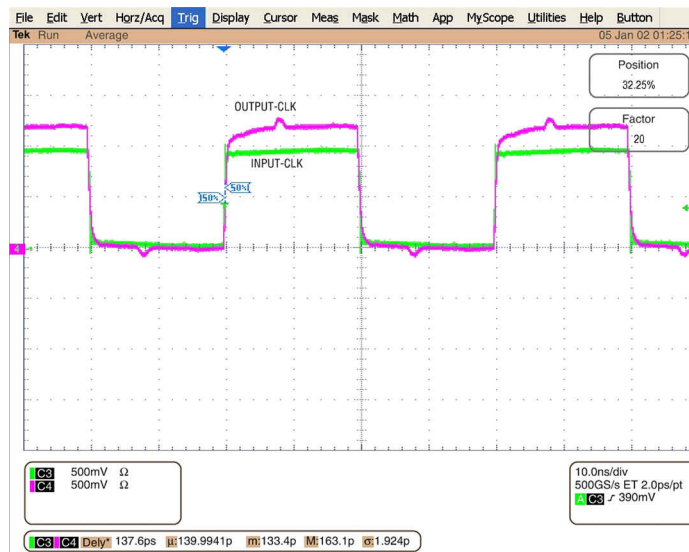 File Edit Vert Horz/Acq Trig Display Cursor Meas Mask Math App MyScope Utilities Help Button
Tek Run Average 05 Jan 02 01:25:1
Position
32.25%
Factor
20
OUTPUT-CLK
INPUT-CLK
50%
50%
4
C3 500mV Ω
C4 500mV Ω
10.0ns/div
500GS/s ET 2.0ps/pt
A C3 ∫ 390mV
C3 C4 Dely* 137.6ps µ:139.9941p m:133.4p M:163.1p σ:1.924p